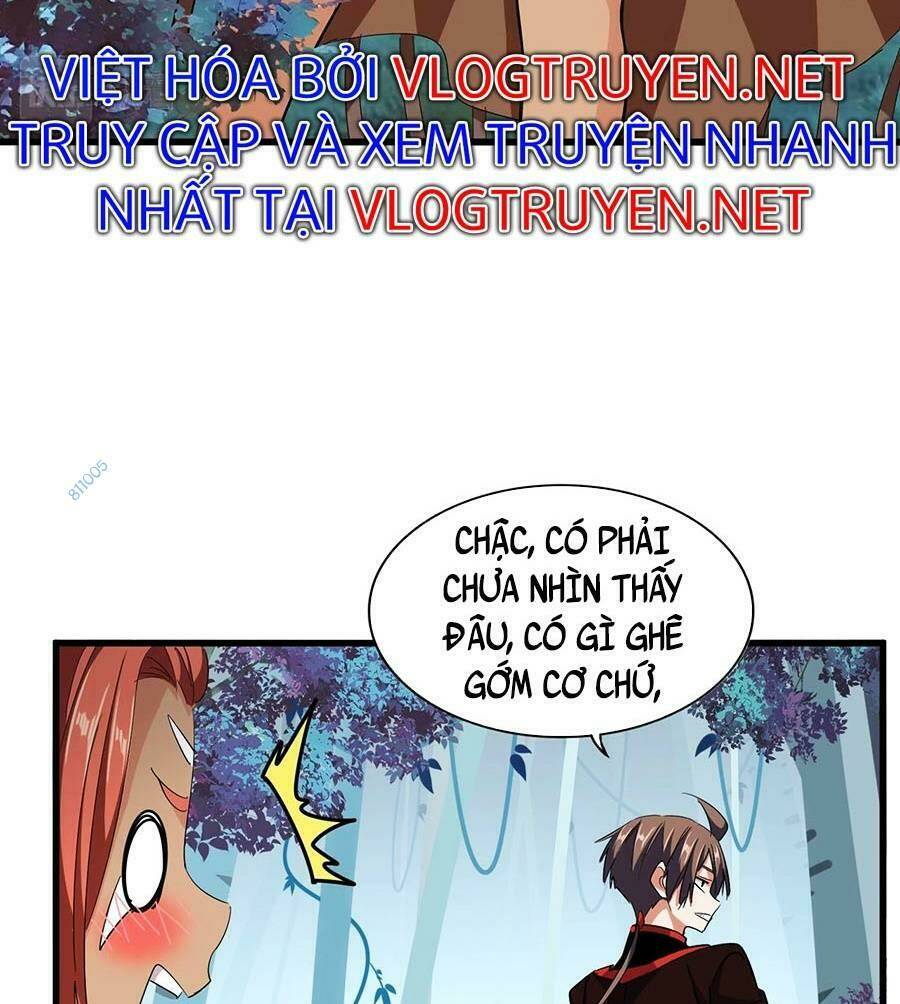 VIỆT HÓA BỞI VLOGTRUYEN.NET
TRUY CẬP VÀ XEM TRUYỆN NHANH
NHẤT TẠI VLOGTRUYEN.NET
811005
CHẬC, CÓ PHẢI
CHƯA NHÌN THẤY
ĐÂU, CÓ GÌ GHÊ
GỚM CƠ CHỨ,